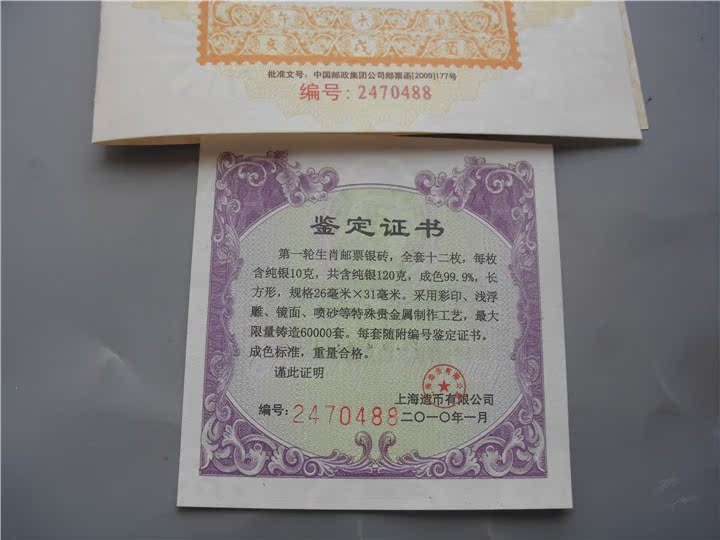 午 十 申
亥 戌 酉
批准文号：中国邮政集团公司邮票函[2009]177号
编号：2470488
鉴定证书
第一轮生肖邮票银砖，全套十二枚，每枚
含纯银10克，共含纯银120克，成色99.9%，长
方形，规格26毫米×31毫米。采用彩印、浅浮
雕、镜面、喷砂等特殊贵金属制作工艺，最大
限量铸造60000套。每套随附编号鉴定证书。
成色标准，重量合格。
谨此证明
上海造币有限公司
编号：2470488 二〇一〇年一月